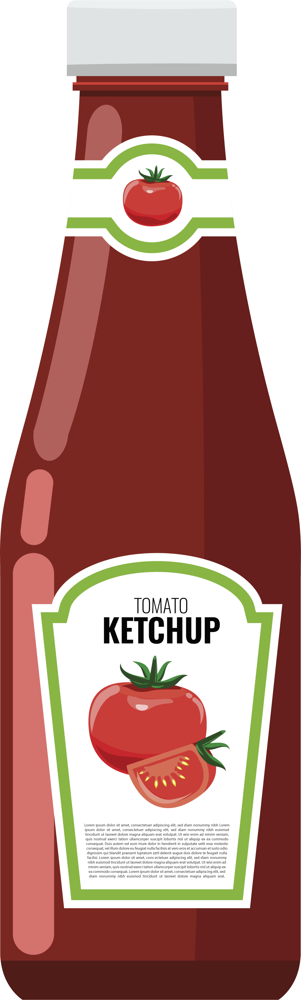 TOMATO
KETCHUP
Lorem ipsum dolor sit amet, consectetuer adipiscing elit, sed diam nonummy nibh Lorem
ipsum dolor sit amet, consectetuer adipiscing elit, sed diam nonummy nibh euismod
tincidunt ut laoreet dolore magna aliquam erat volutpat. Ut wisi enim ad minim veniam,
quis nostrud exerci tation ullamcorper suscipit lobortis nisl ut aliquip ex ea commodo
consequat. Duis autem vel eum iriure dolor in hendrerit in vulputate velit esse molestie
consequat, vel illum dolore eu feugiat nulla facilisis at vero eros et accumsan et iusto odio
dignissim qui blandit praesent luptatum zzril delenit augue duis dolore te feugait nulla
facilisi. Lorem ipsum dolor sit amet, cons ectetuer adipiscing elit, sed diam nonummy
nibh euismod tincidunt ut laoreet dolore magna aliquam erat volutpat. Ut wisi enim ad
minim veniam, quis nostrud exerci tation ullamcorper suscipit lobortis nisl ut aliquip ex
ea commodo consequat. Lorem ipsum dolor sit amet, consectetuer adipiscing elit, sed
diam nonummy nibh euismod tincidunt ut laoreet dolore magna aliquam erat.